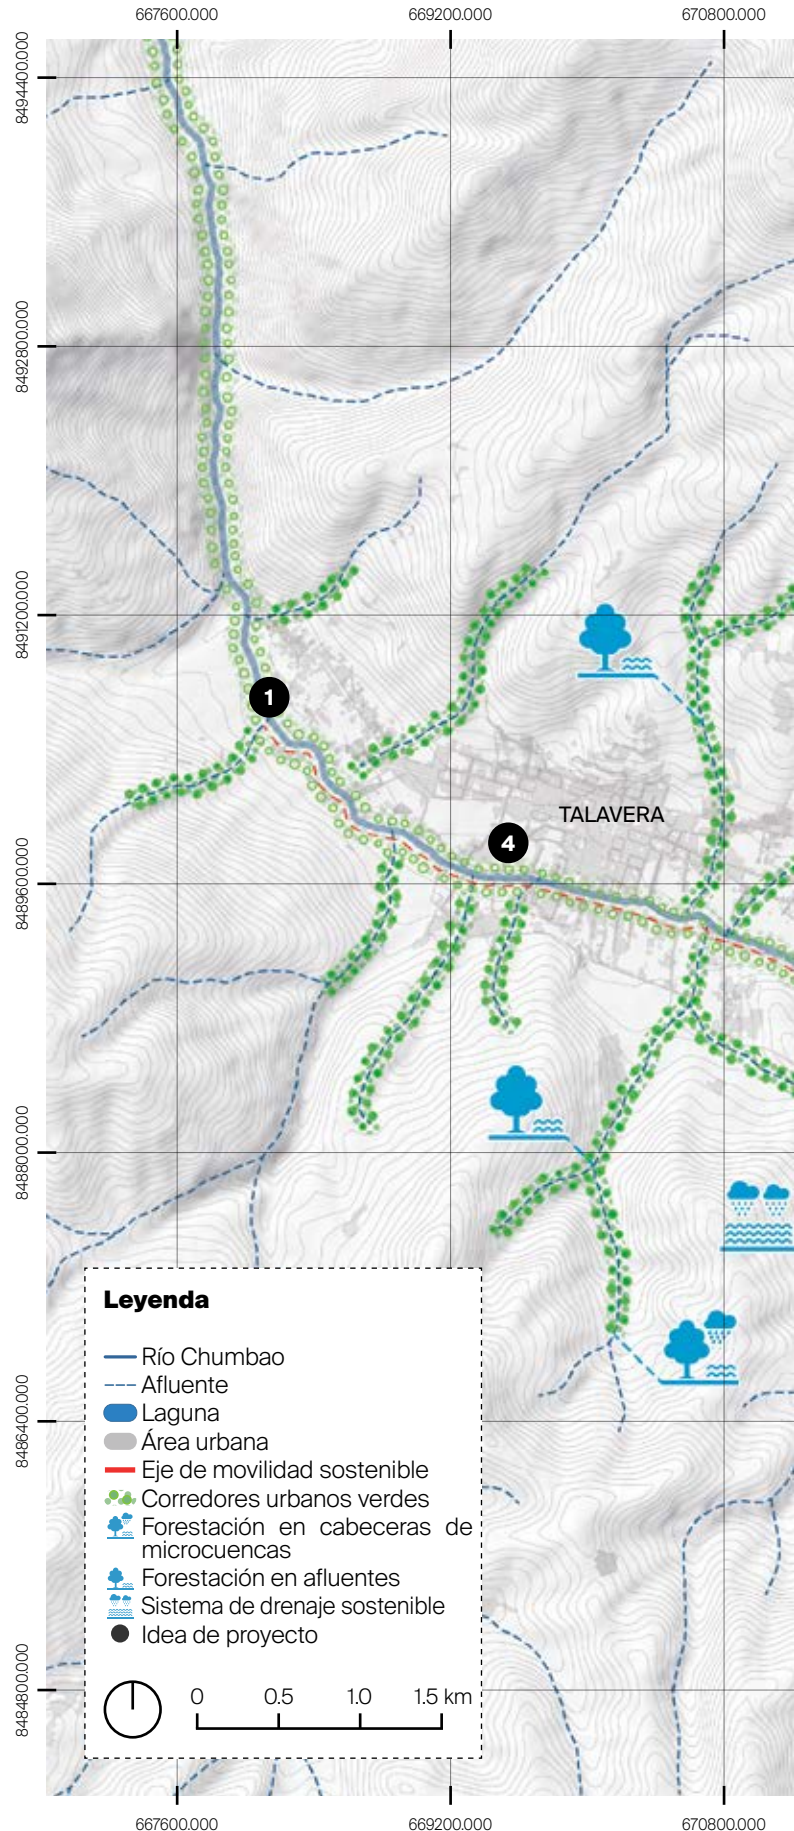 667600.000
669200.000
670800.000
8494400.000
8492800.000
8491200.000
1
TALAVERA
4
8489600.000
8488000.000
Leyenda
Río Chumbao
Afluente
Laguna
8486400.000
Área urbana
Eje de movilidad sostenible
Corredores urbanos verdes
Forestación en cabeceras de
microcuencas
Forestación en afluentes
Sistema de drenaje sostenible
Idea de proyecto
8484800.000
0
0.5
1.0
1.5 km
667600.000
669200.000
670800.000